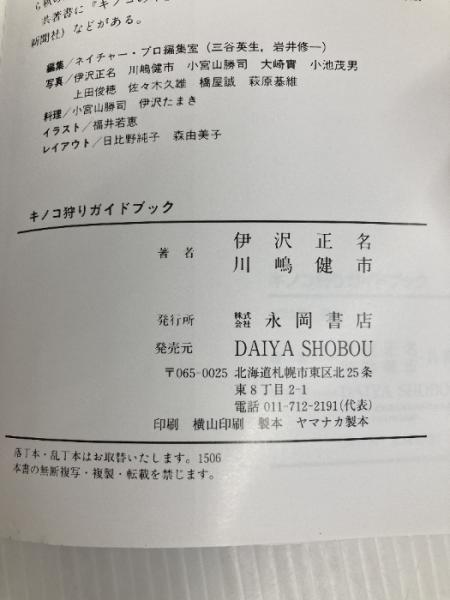 共著書に『キノコの
新聞社）などがある。
編集／ネイチャー・プロ編集室（三谷英生，岩井修一）
写真／伊沢正名 川嶋健市 小宮山勝司 大崎實 小池茂男
上田俊穂 佐々木久雄 橋屋誠 萩原基維
料理／小宮山勝司 伊沢たまき
イラスト／福井若恵
レイアウト／日比野純子 森由美子
キノコ狩りガイドブック
著者 伊沢正名
川嶋健市
発行所 株式会社 永岡書店
発売元 DAIYA SHOBOU
〒065-0025 北海道札幌市東区北25条
東8丁目2-1
電話 011-712-2191(代表)
印刷 横山印刷 製本 ヤマナカ製本
落丁本・乱丁本はお取替いたします。1506
本書の無断複写・複製・転載を禁じます。